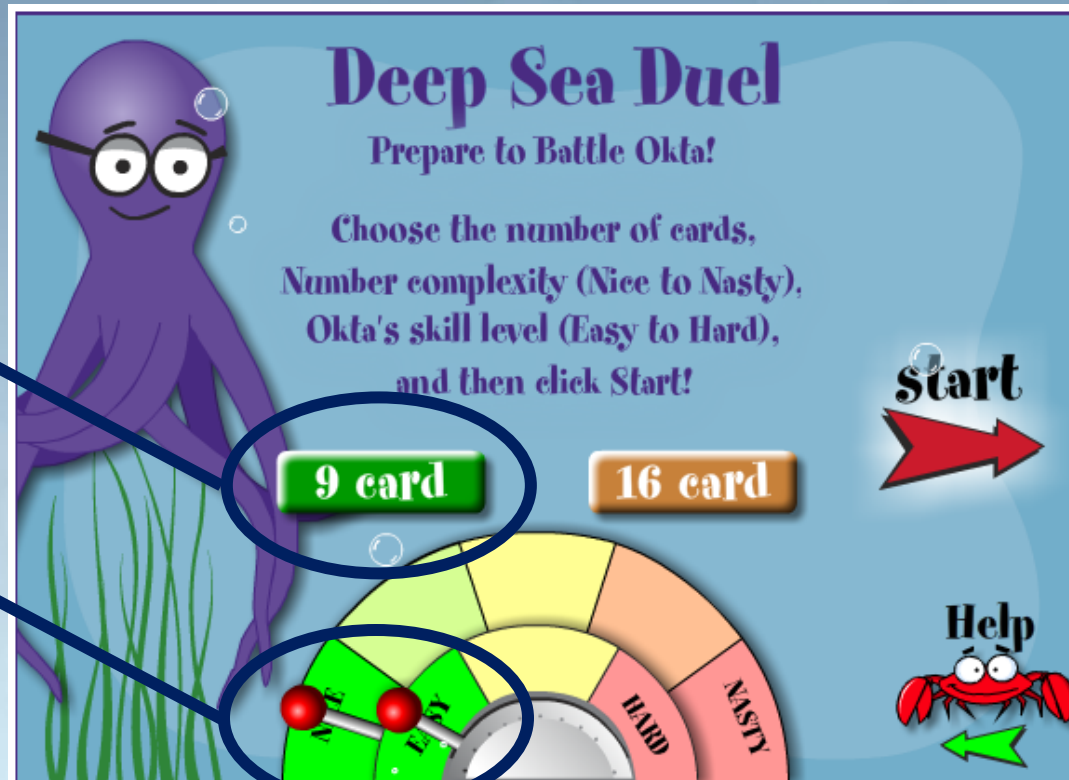 Deep Sea Duel
Prepare to Battle Okta!
Choose the number of cards,
Number complexity (Nice to Nasty),
Okta's skill level (Easy to Hard),
and then click Start!
start
9 card
16 card
Help
EASY
HARD
NASTY